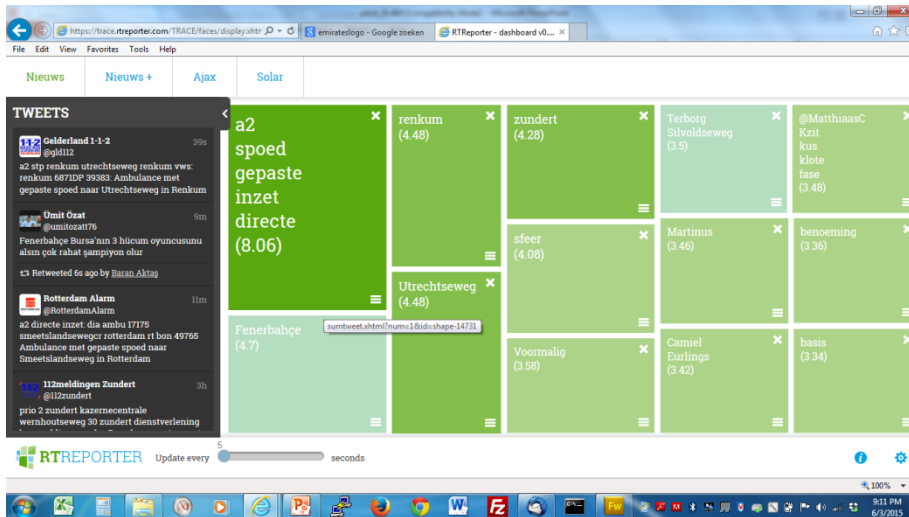 https://trace.rtreporter.com/TRACE/faces/display.xhtr
emirateslogo - Google zoeken
RTReporter - dashboard v0....
File Edit View Favorites Tools Help
Nieuws Nieuws + Ajax Solar
TWEETS
Gelderland 1-1-2 39s
@gld112
a2 stp renkum utrechtseweg renkum vws:
renkum 6871DP 39383: Ambulance met
gepaste spoed naar Utrechtseweg in Renkum
Ümit Özat 9m
@umitozatt76
Fenerbahçe Bursa'nın 3 hücum oyuncusunu
alsın çok rahat şampiyon olur
Retweeted 6s ago by Baran Aktaş
Rotterdam Alarm 11m
@RotterdamAlarm
a2 directe inzet: dia ambu 17175
smeetslandsewegcr rotterdam rt bon 49765
Ambulance met gepaste spoed naar
Smeetslandseweg in Rotterdam
112meldingen Zundert 3h
@112zundert
prio 2 zundert kazernecentrale
wernhoutseweg 30 zundert dienstverlening
a2
spoed
gepaste
inzet
directe
(8.06)
Fenerbahçe
(4.7)
renkum
(4.48)
Utrechtseweg
(4.48)
sumtweet.xhtml?num=1&id=shape-14731
zundert
(4.28)
sfeer
(4.08)
Voormalig
(3.58)
Terborg
Silvoldseweg
(3.5)
Martinus
(3.46)
Camiel
Eurlings
(3.42)
@MatthiaasC
Kzit
kus
klote
fase
(3.48)
benoeming
(3.36)
basis
(3.34)
RTREPORTER Update every 5 seconds
100%
9:11 PM
6/3/2015